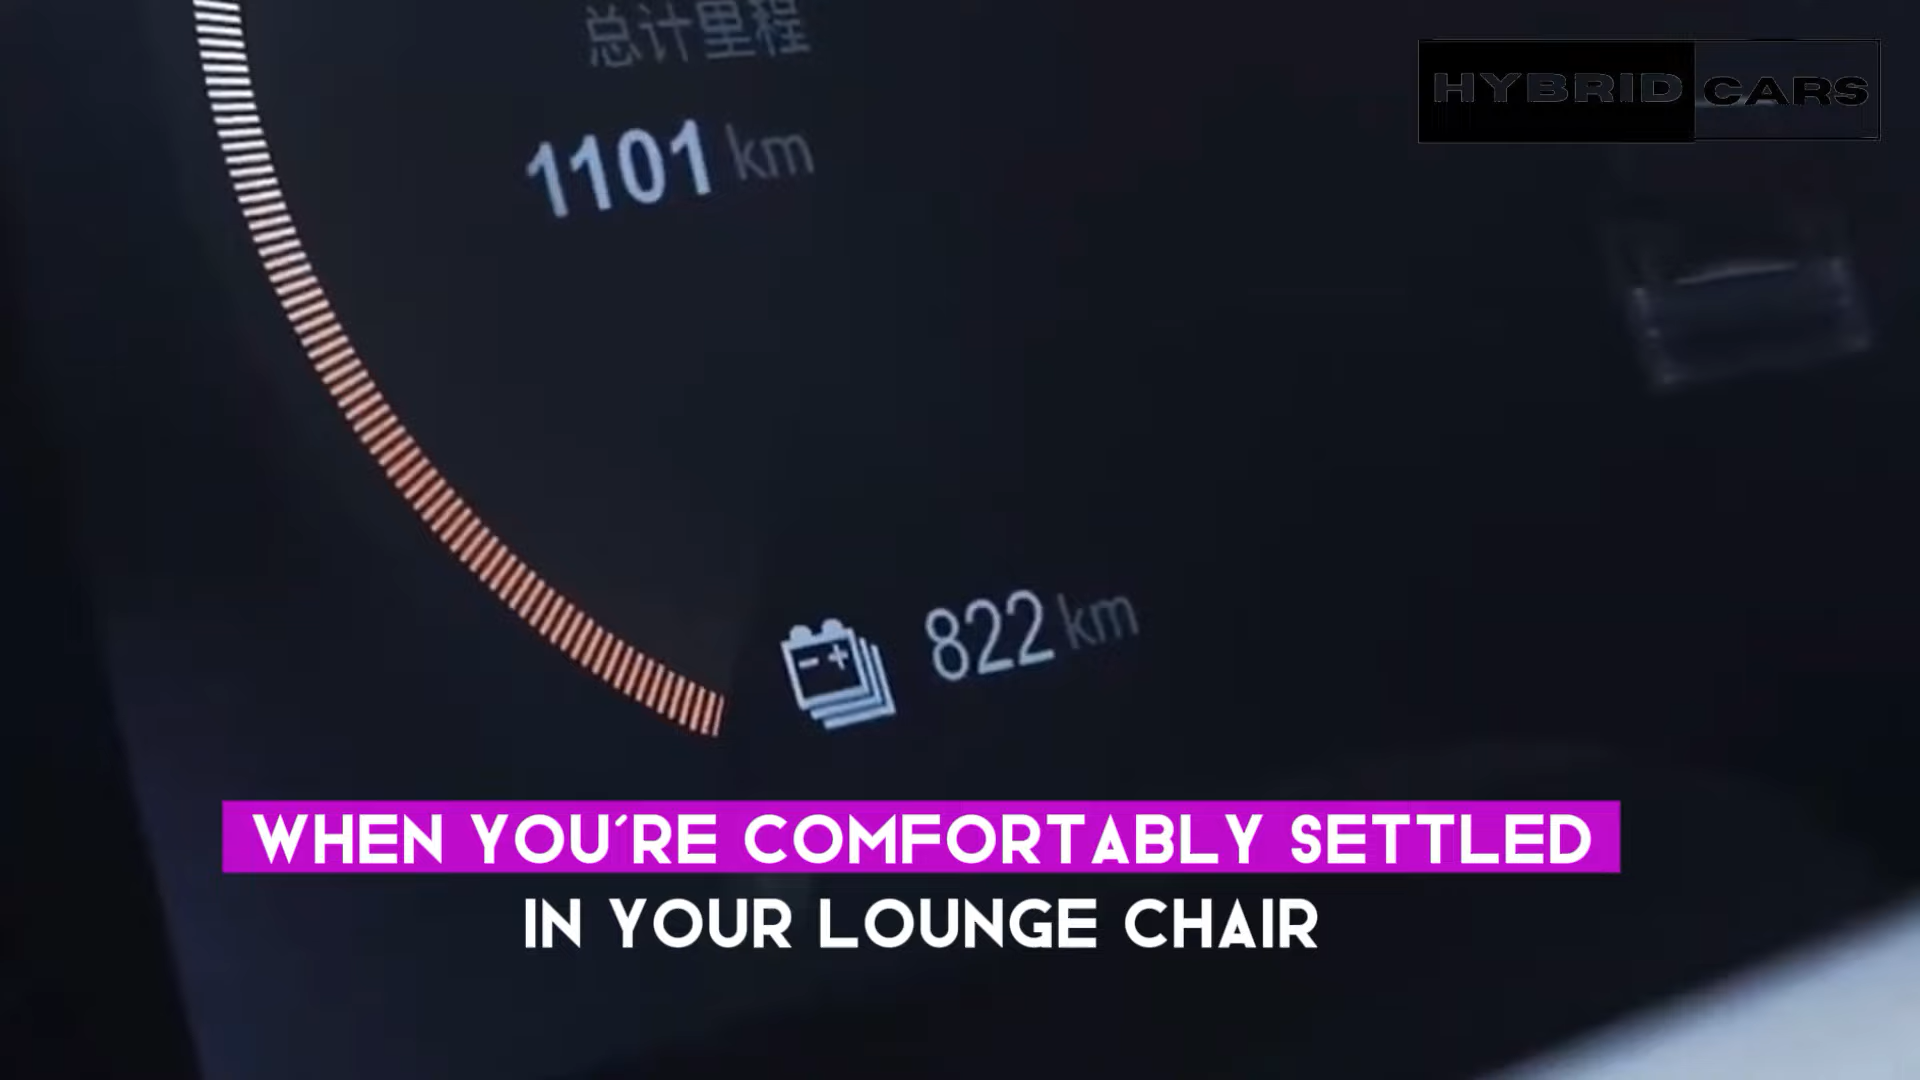 总计里程
HYBRID CARS
1101 km
822 km
WHEN YOU'RE COMFORTABLY SETTLED
IN YOUR LOUNGE CHAIR